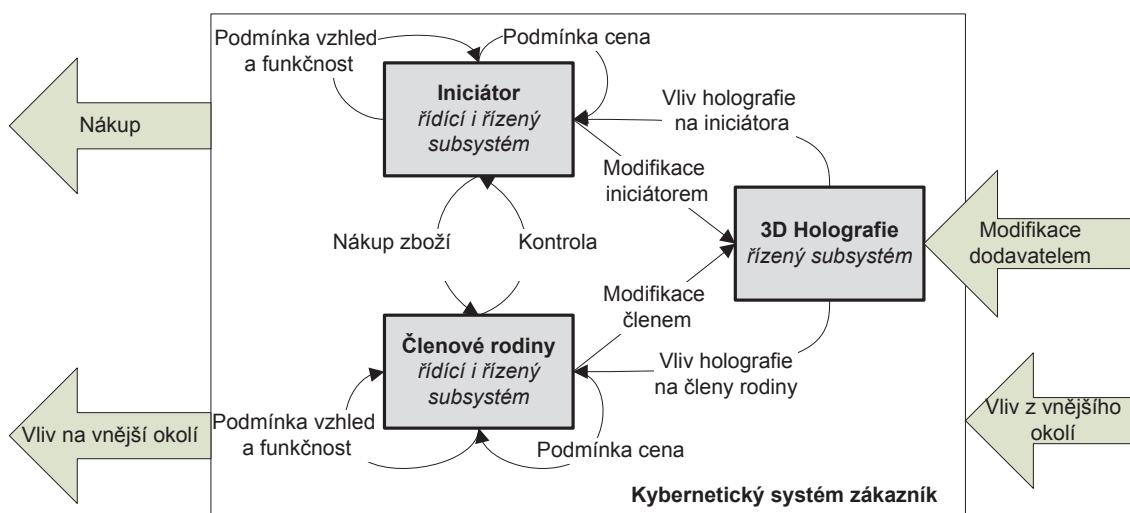 Podmínka vzhled
a funkčnost
Podmínka cena
Nákup
Iniciátor
řídící i řízený
subsystém
Vliv holografie
na iniciátora
Modifikace
iniciátorem
3D Holografie
řízený subsystém
Modifikace
dodavatelem
Nákup zboží
Kontrola
Modifikace
členem
Členové rodiny
řídící i řízený
subsystém
Vliv holografie
na členy rodiny
Vliv na vnější okolí
Podmínka vzhled
a funkčnost
Podmínka cena
Vliv z vnějšího
okolí
Kybernetický systém zákazník